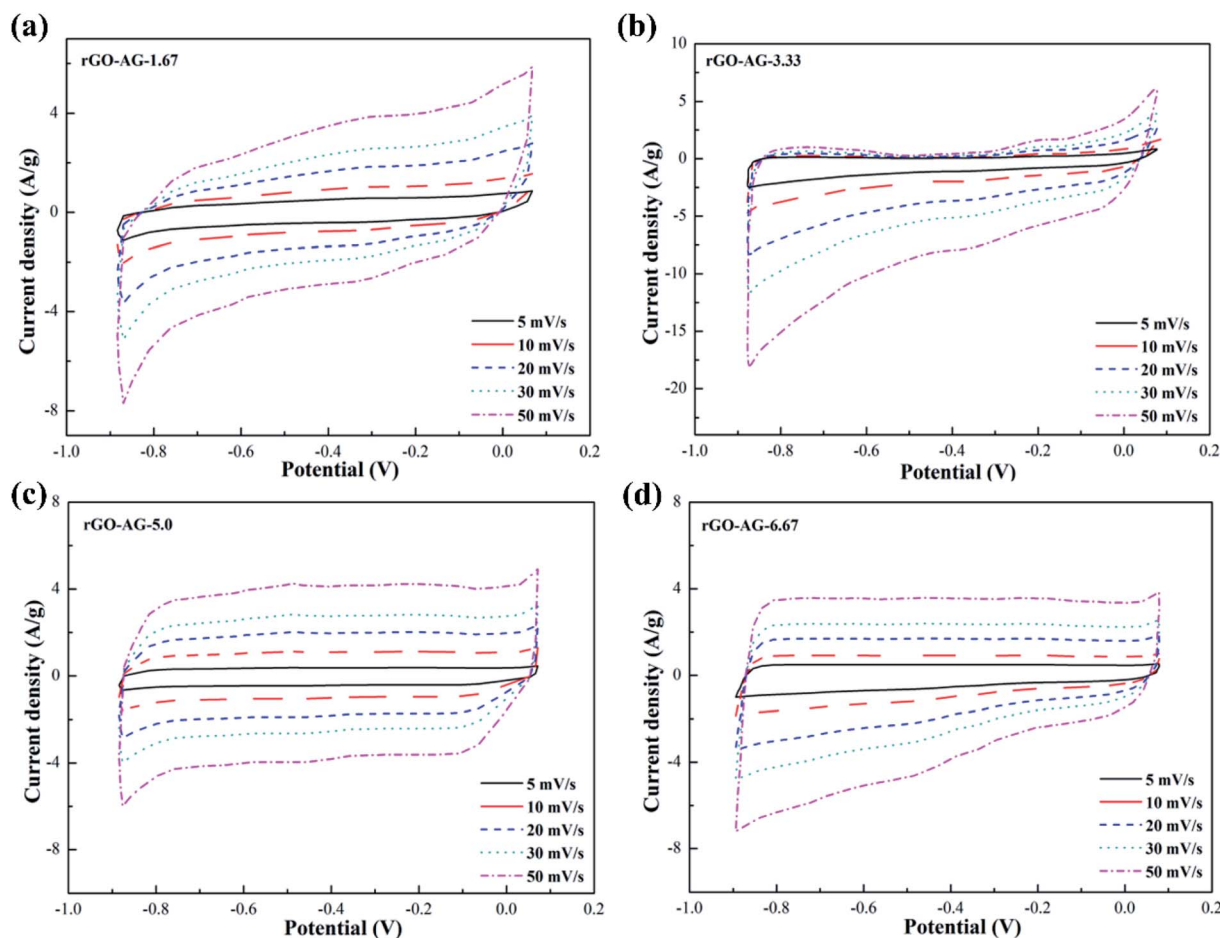 (a)
rGO-AG-1.67
Current density (A/g)
4
0
-4
-8
5 mV/s
10 mV/s
20 mV/s
30 mV/s
50 mV/s
-1.0 -0.8 -0.6 -0.4 -0.2 0.0 0.2
Potential (V)
(b)
rGO-AG-3.33
Current density (A/g)
10
5
0
-5
-10
-15
-20
5 mV/s
10 mV/s
20 mV/s
30 mV/s
50 mV/s
-1.0 -0.8 -0.6 -0.4 -0.2 0.0 0.2
Potential (V)
(c)
rGO-AG-5.0
Current density (A/g)
8
4
0
-4
-8
5 mV/s
10 mV/s
20 mV/s
30 mV/s
50 mV/s
-1.0 -0.8 -0.6 -0.4 -0.2 0.0 0.2
Potential (V)
(d)
rGO-AG-6.67
Current density (A/g)
8
4
0
-4
-8
5 mV/s
10 mV/s
20 mV/s
30 mV/s
50 mV/s
-1.0 -0.8 -0.6 -0.4 -0.2 0.0 0.2
Potential (V)